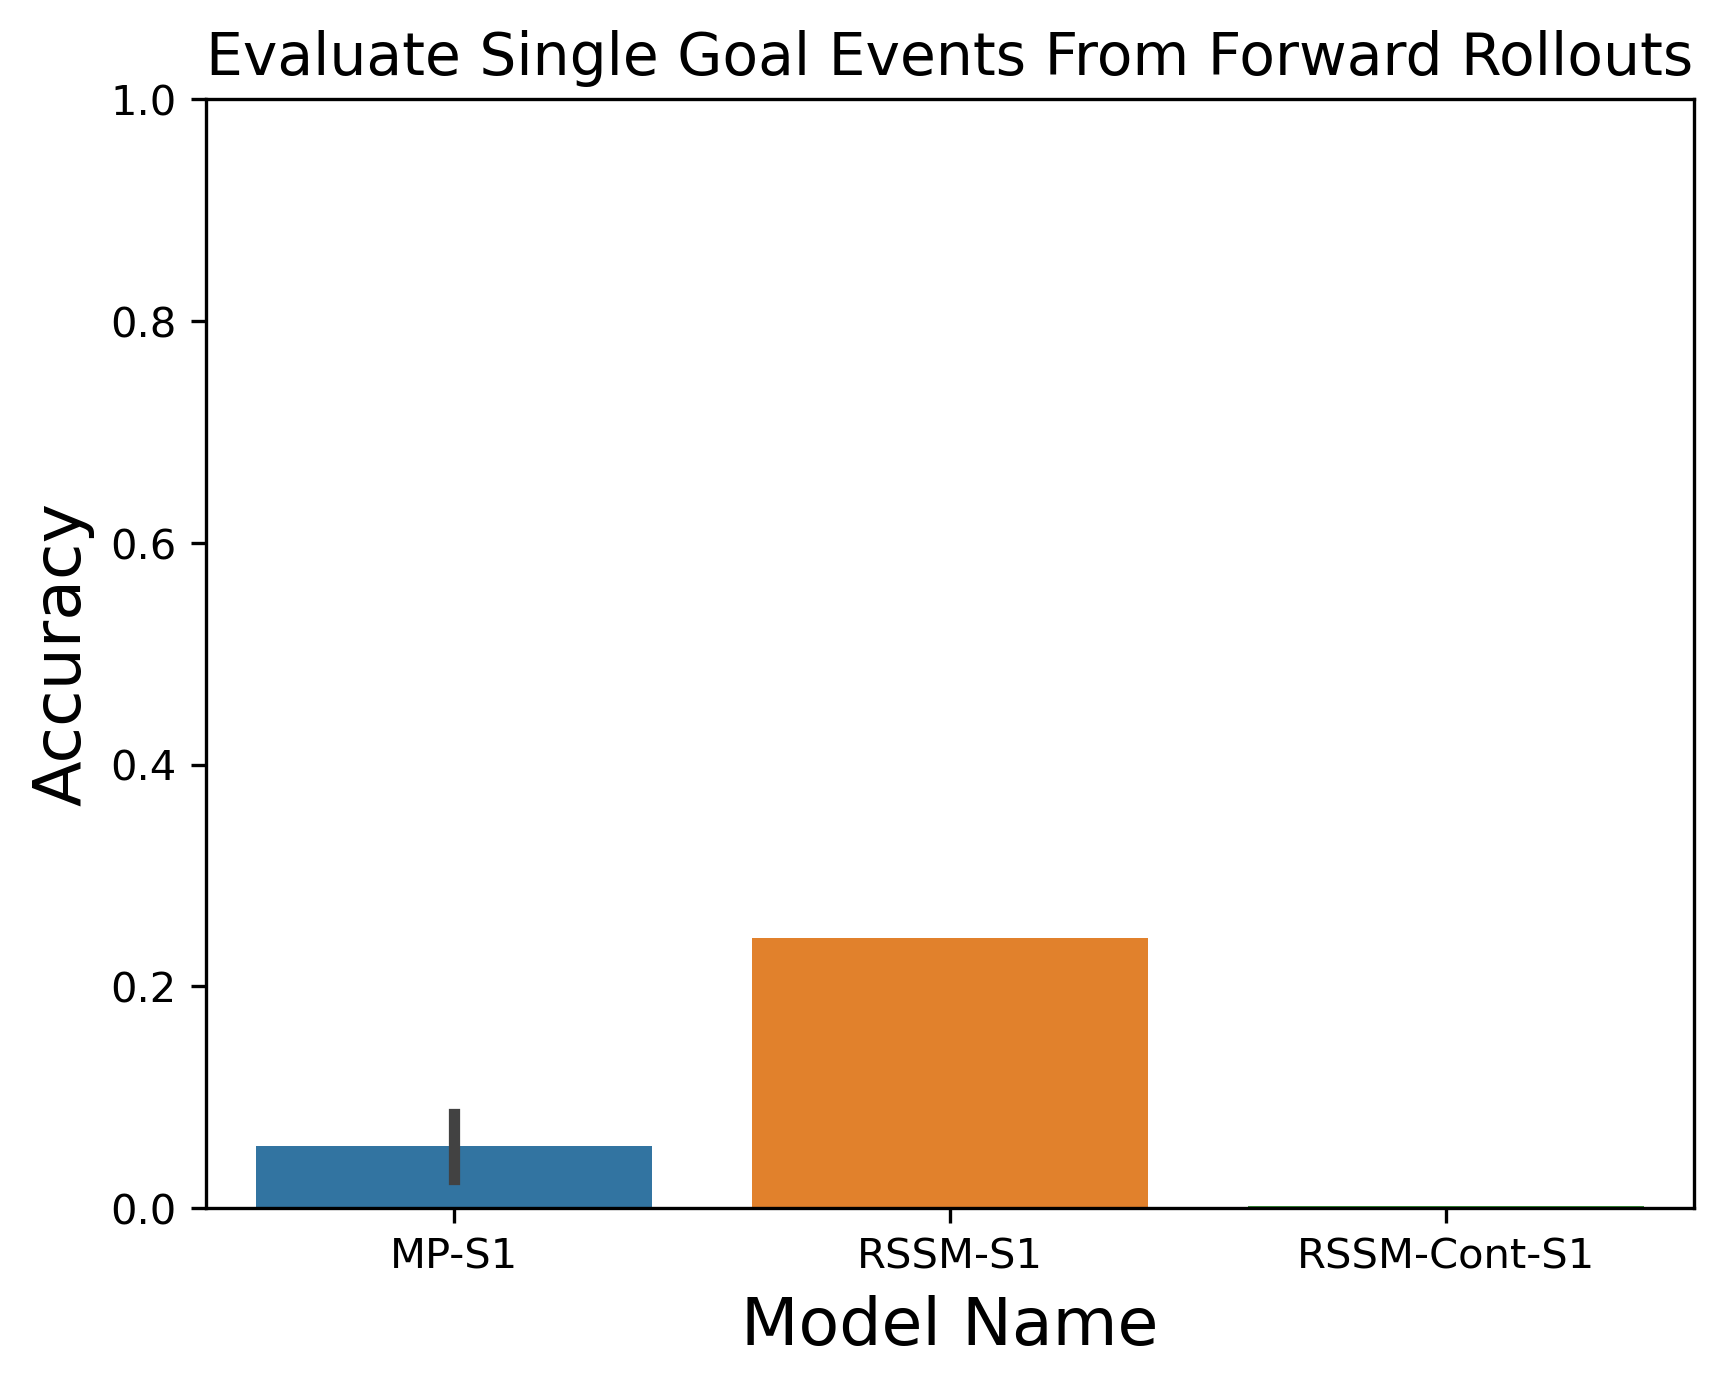 Evaluate Single Goal Events From Forward Rollouts
1.0
0.8
0.6
0.4
0.2
0.0
Accuracy
MP-S1 RSSM-S1 RSSM-Cont-S1
Model Name